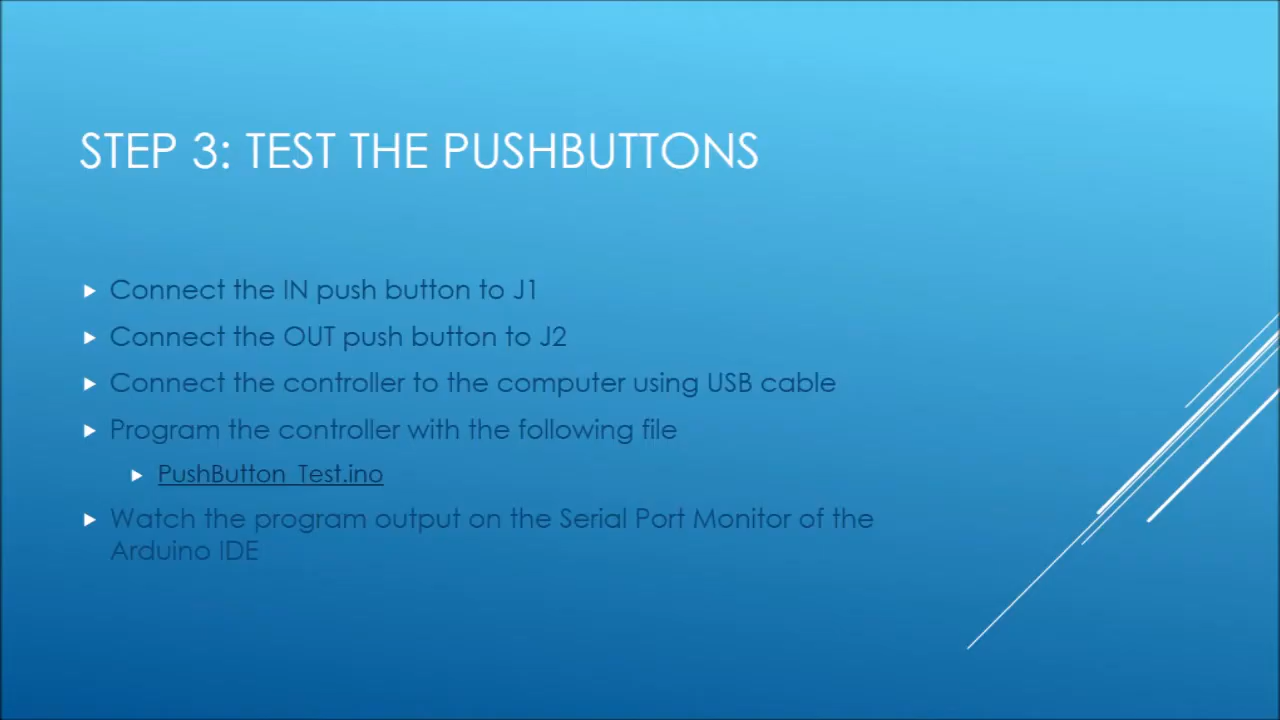 STEP 3: TEST THE PUSHBUTTONS
Connect the IN push button to J1
Connect the OUT push button to J2
Connect the controller to the computer using USB cable
Program the controller with the following file
PushButton_Test.ino
Watch the program output on the Serial Port Monitor of the
Arduino IDE